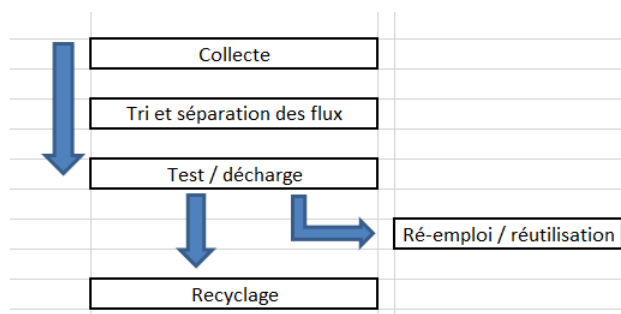 Collecte
Tri et séparation des flux
Test / décharge
Ré-emploi / réutilisation
Recyclage